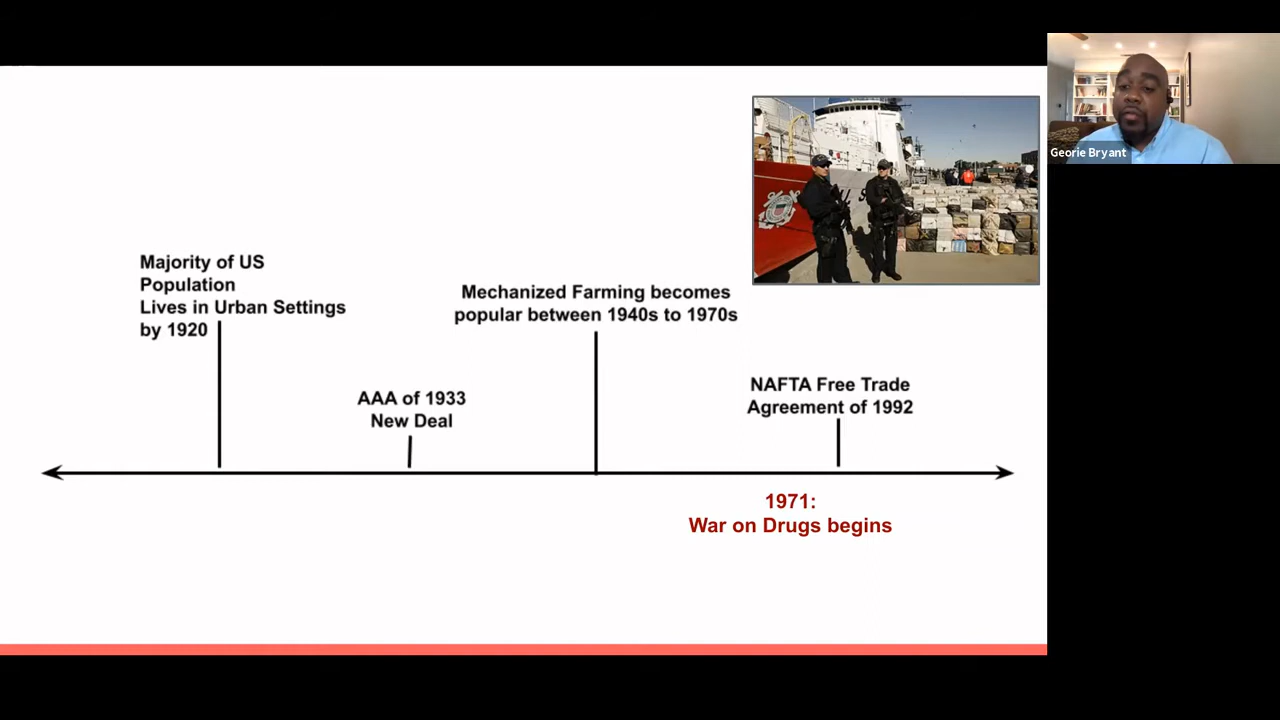 Majority of US
Population
Lives in Urban Settings
by 1920
AAA of 1933
New Deal
Mechanized Farming becomes
popular between 1940s to 1970s
NAFTA Free Trade
Agreement of 1992
1971:
War on Drugs begins
Georie Bryant